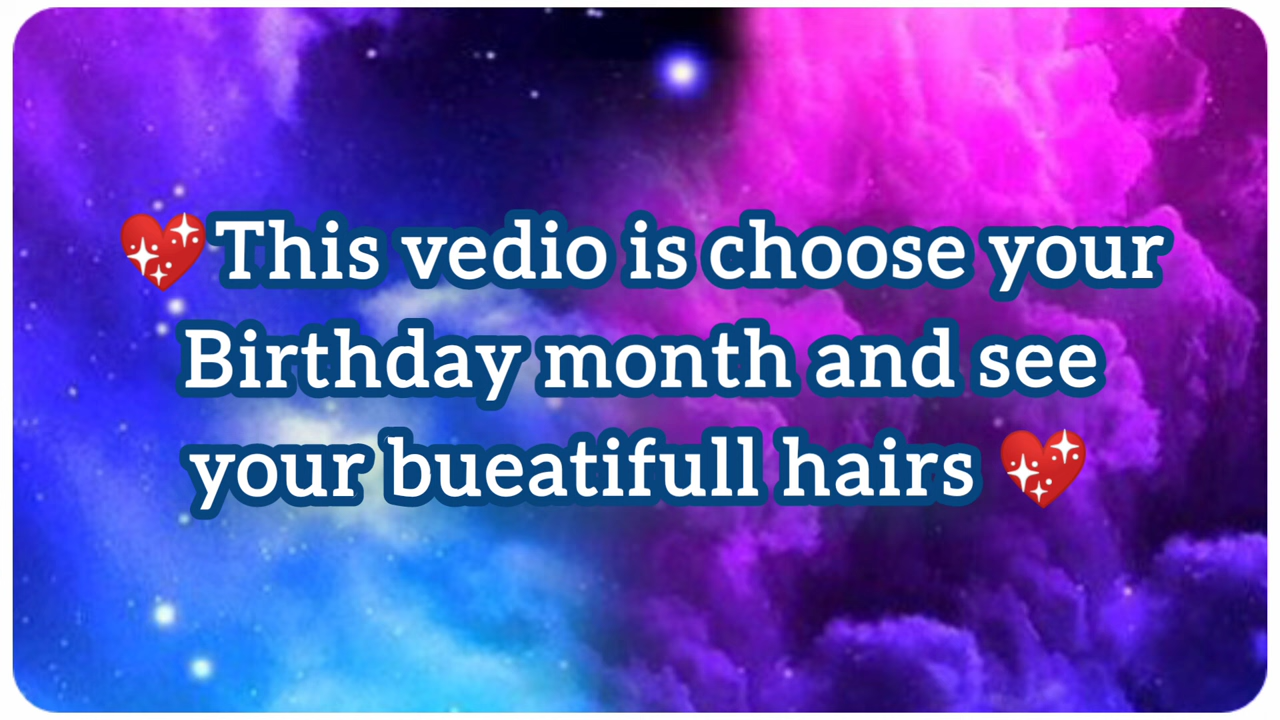 💖This vedio is choose your
Birthday month and see
your bueatifull hairs 💖